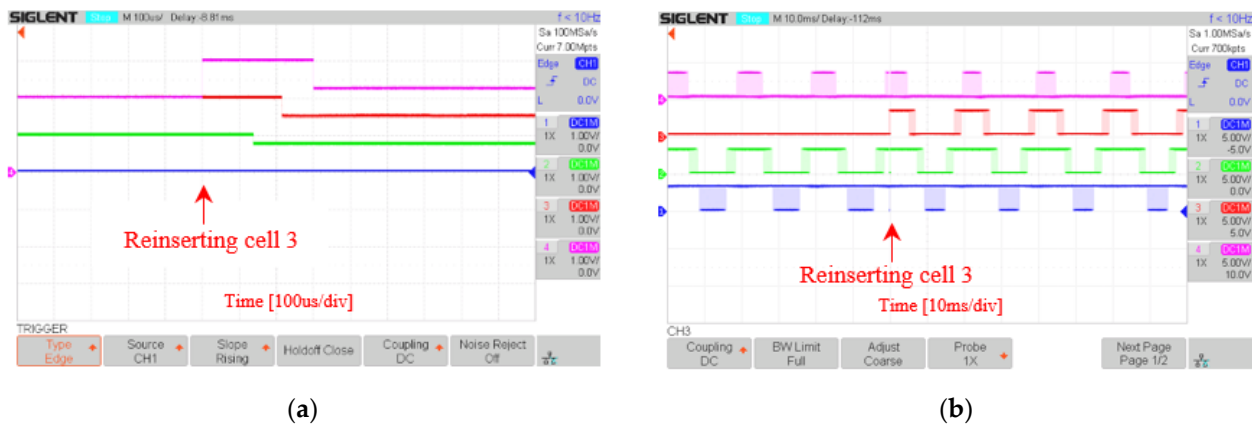 SIGLENT Stop M 100us/ Delay:-8.81ms f < 10Hz
Sa 100MSa/s
Curr 7.00Mpts
Edge CH1
DC
L 0.0V
1 DC1M
1X 1.00V/
0.0V
2 DC1M
1X 1.00V/
0.0V
3 DC1M
1X 1.00V/
0.0V
4 DC1M
1X 1.00V/
0.0V
4
Reinserting cell 3
Time [100us/div]
TRIGGER
Type
Edge
Source
CH1
Slope
Rising
Holdoff Close
Coupling
DC
Noise Reject
Off
(a)
SIGLENT Stop M 10.0ms/ Delay:-112ms f < 10Hz
Sa 1.00MSa/s
Curr 700kpts
Edge CH1
DC
L 0.0V
1 DC1M
1X 5.00V/
-5.0V
2 DC1M
1X 5.00V/
0.0V
3 DC1M
1X 5.00V/
5.0V
4 DC1M
1X 5.00V/
10.0V
Reinserting cell 3
Time [10ms/div]
CH3
Coupling
DC
BW Limit
Full
Adjust
Coarse
Probe
1X
Next Page
Page 1/2
(b)